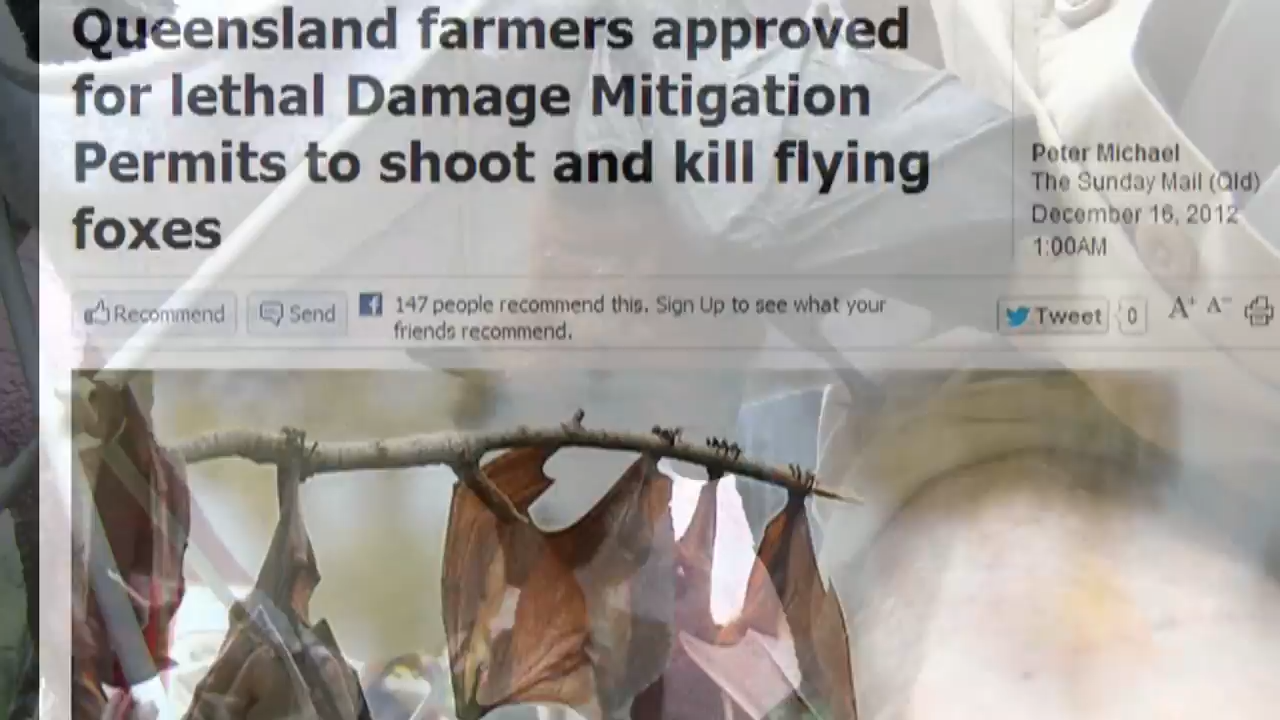 Queensland farmers approved
for lethal Damage Mitigation
Permits to shoot and kill flying
foxes
Peter Michael
The Sunday Mail (Qld)
December 16, 2012
1:00AM
Recommend
Send
147 people recommend this. Sign Up to see what your
friends recommend.
Tweet
0
A+ A-